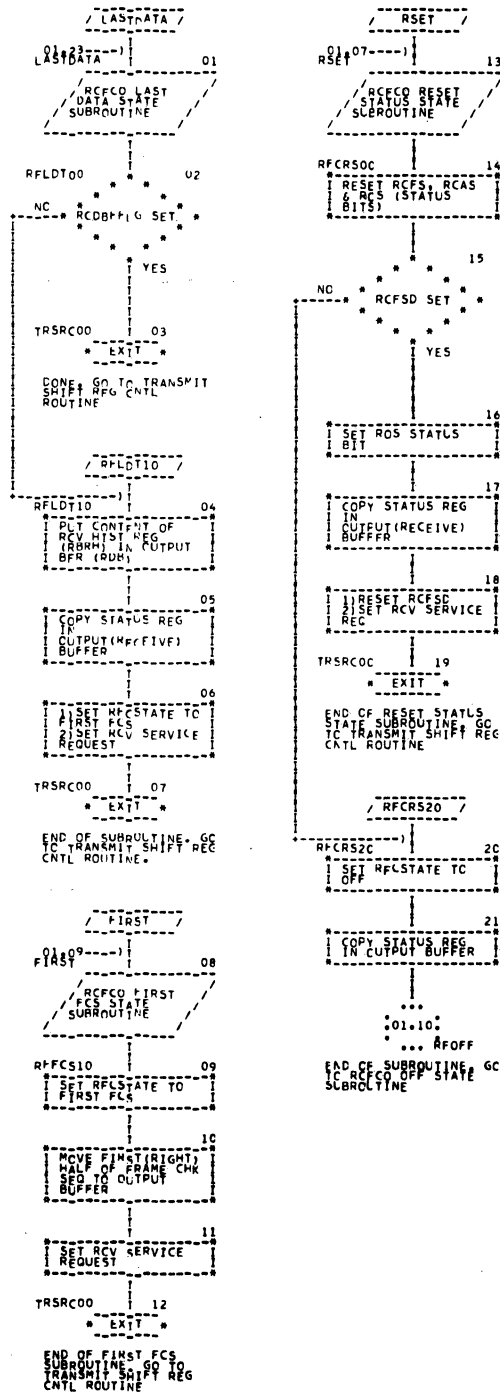 / LASTDATA /
01.23-----)
LASTDATA
01
RCFCO LAST
DATA STATE
SUBROUTINE
RFLDT00
02
NO
RCDBFFLG SET
YES
TRSRC00
03
* EXIT *
DONE. GO TO TRANSMIT
SHIFT REG CNTL
ROUTINE
/ RFLDT10 /
RFLDT10
04
PUT CONTENT OF
RCV HIST REG
(RBRH) IN OUTPUT
BFR (RDB)
05
COPY STATUS REG
IN
OUTPUT(RECEIVE)
BUFFER
06
1)SET RFCSTATE TO
FIRST FCS
2)SET RCV SERVICE
REQUEST
TRSRC00
07
* EXIT *
END OF SUBROUTINE. GO
TO TRANSMIT SHIFT REG
CNTL ROUTINE.
/ FIRST /
01.09-----)
FIRST
08
RCFCO FIRST
FCS STATE
SUBROUTINE
RFFCS10
09
SET RFCSTATE TO
FIRST FCS
10
MOVE FIRST(RIGHT)
HALF OF FRAME CHK
SEQ TO OUTPUT
BUFFER
11
SET RCV SERVICE
REQUEST
TRSRC00
12
* EXIT *
END OF FIRST FCS
SUBROUTINE. GO TO
TRANSMIT SHIFT REG
CNTL ROUTINE
/ RSET /
01.07-----)
RSET
13
RCFCO RESET
STATUS STATE
SUBROUTINE
RFCRS00
14
RESET RCFS, RCAS
& ROS (STATUS
BITS)
15
NO
RCFSD SET
YES
16
SET ROS STATUS
BIT
17
COPY STATUS REG
IN
OUTPUT(RECEIVE)
BUFFER
18
1)RESET RCFSD
2)SET RCV SERVICE
REQ
TRSRC00
19
* EXIT *
END OF RESET STATUS
STATE SUBROUTINE. GO
TO TRANSMIT SHIFT REG
CNTL ROUTINE
/ RFCRS20 /
RFCRS20
20
SET RFCSTATE TO
OFF
21
COPY STATUS REG
IN OUTPUT BUFFER
01.10
RFOFF
END OF SUBROUTINE. GO
TO RCFCO OFF STATE
SUBROUTINE